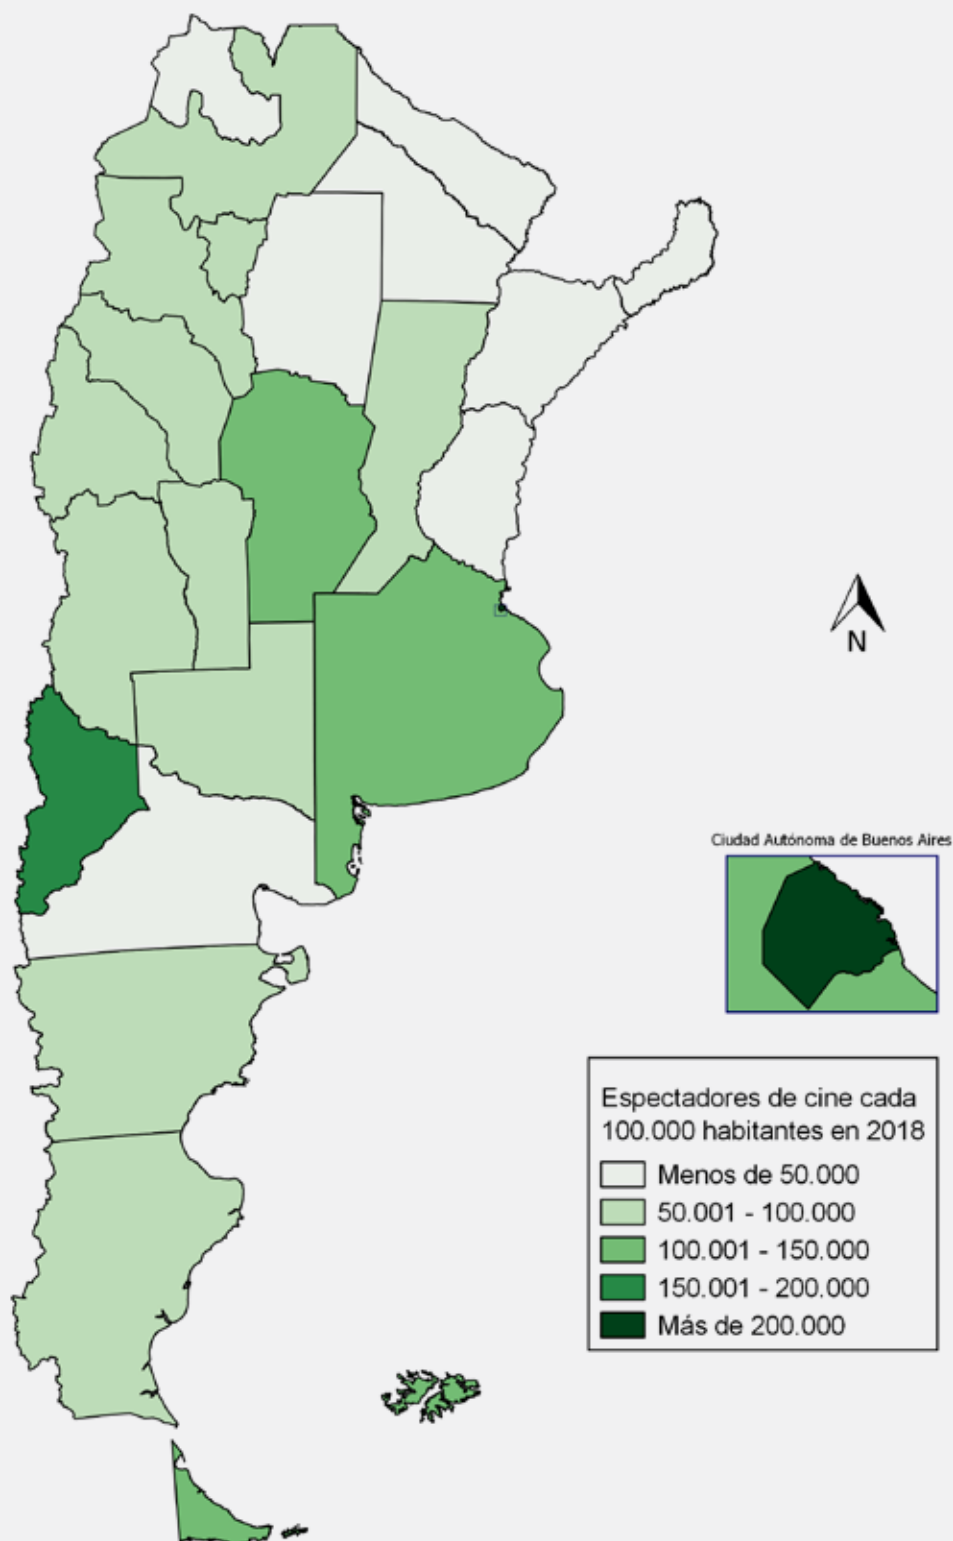 N
Ciudad Autónoma de Buenos Aires
Espectadores de cine cada
100.000 habitantes en 2018
Menos de 50.000
50.001 - 100.000
100.001 - 150.000
150.001 - 200.000
Más de 200.000